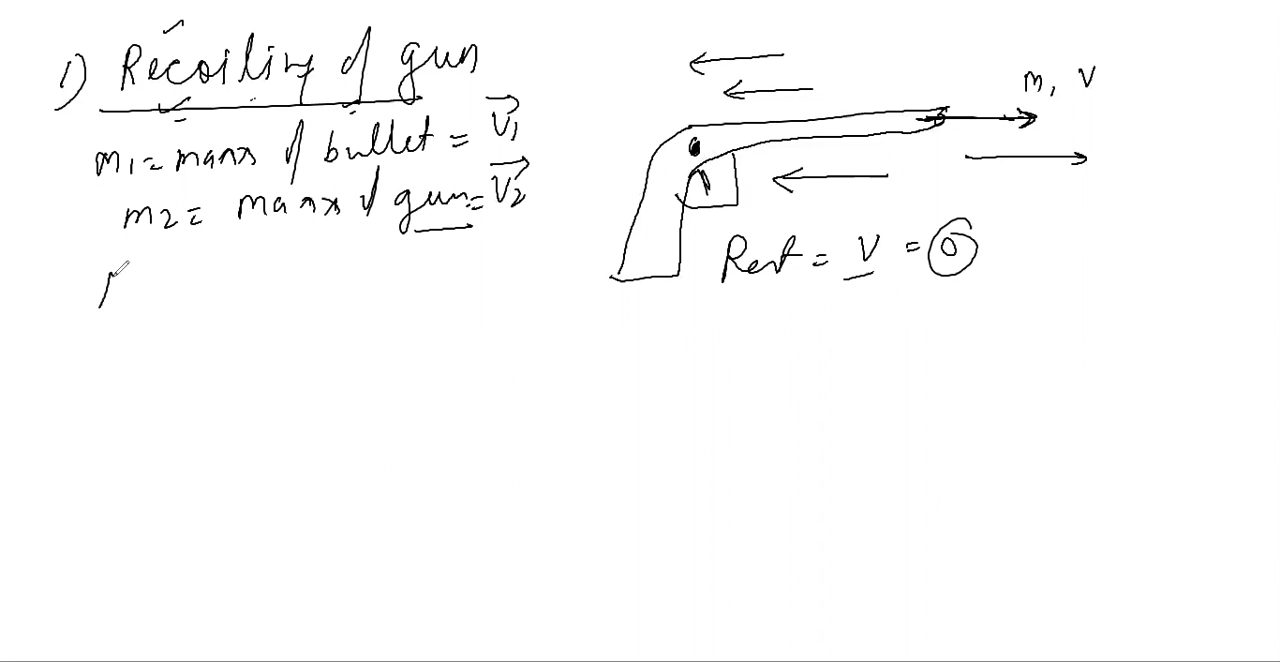 1) Recoiling of gun
m1 = mass of bullet = V1
m2 = mass of gun = V2
m, v
Rest = v = 0